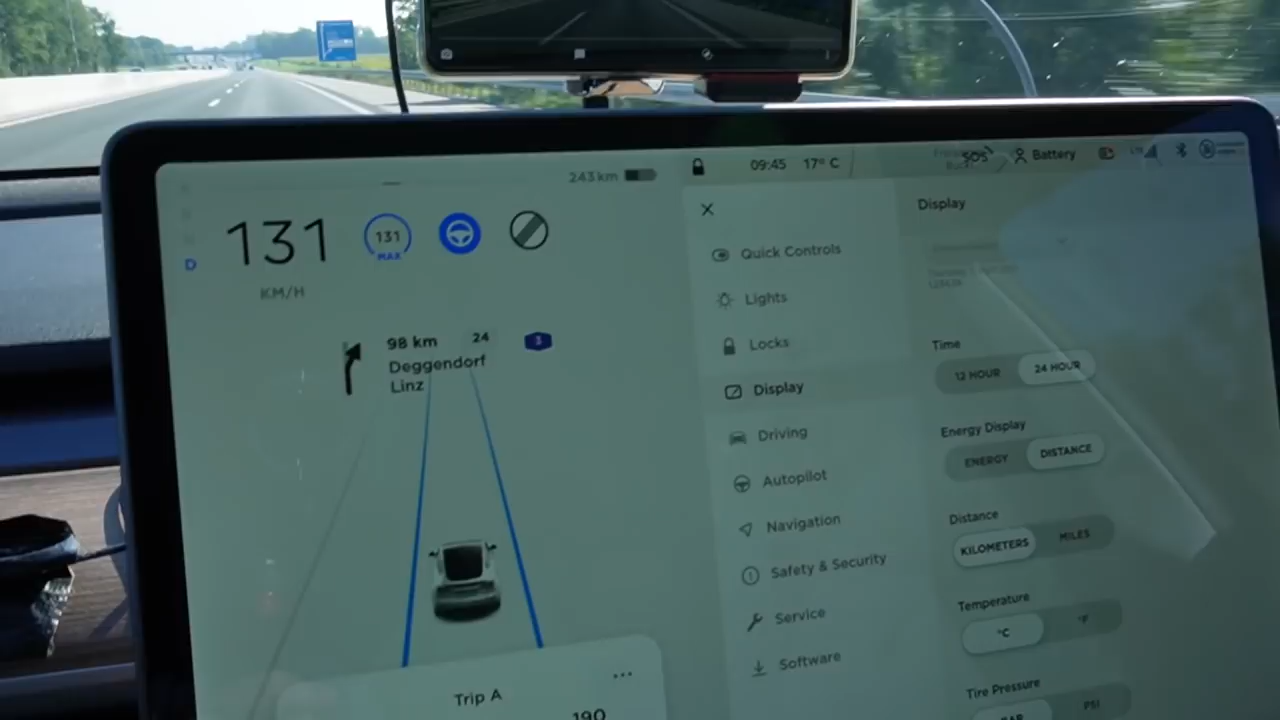 243 km
09:45 17° C
SOS
Battery
LTE
131
KM/H
131
MAX
D
98 km 24 3
Deggendorf
Linz
Trip A
...
190
Quick Controls
Lights
Locks
Display
Driving
Autopilot
Navigation
Safety & Security
Service
Software
Display
Time
12 HOUR 24 HOUR
Energy Display
ENERGY DISTANCE
Distance
KILOMETERS MILES
Temperature
°C °F
Tire Pressure
BAR PSI